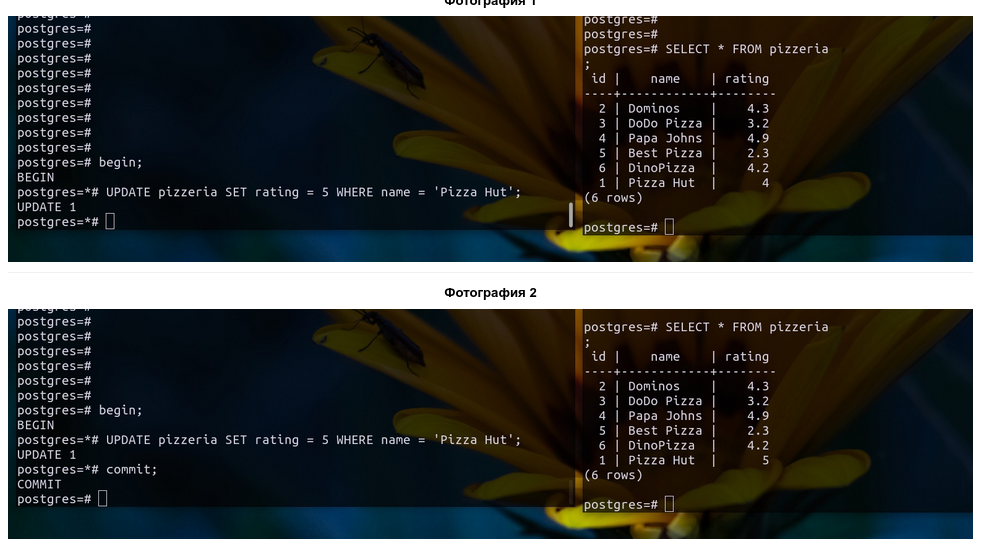 Фотография 1
postgres=#
postgres=#
postgres=#
postgres=#
postgres=#
postgres=#
postgres=#
postgres=#
postgres=#
postgres=#
postgres=# begin;
BEGIN
postgres=*# UPDATE pizzeria SET rating = 5 WHERE name = 'Pizza Hut';
UPDATE 1
postgres=*#
postgres=#
postgres=#
postgres=# SELECT * FROM pizzeria
;
id | name | rating
----+------------+--------
2 | Dominos | 4.3
3 | DoDo Pizza | 3.2
4 | Papa Johns | 4.9
5 | Best Pizza | 2.3
6 | DinoPizza | 4.2
1 | Pizza Hut | 4
(6 rows)
postgres=#
Фотография 2
postgres=#
postgres=#
postgres=#
postgres=#
postgres=#
postgres=#
postgres=#
postgres=# begin;
BEGIN
postgres=*# UPDATE pizzeria SET rating = 5 WHERE name = 'Pizza Hut';
UPDATE 1
postgres=*# commit;
COMMIT
postgres=#
postgres=# SELECT * FROM pizzeria
;
id | name | rating
----+------------+--------
2 | Dominos | 4.3
3 | DoDo Pizza | 3.2
4 | Papa Johns | 4.9
5 | Best Pizza | 2.3
6 | DinoPizza | 4.2
1 | Pizza Hut | 5
(6 rows)
postgres=#